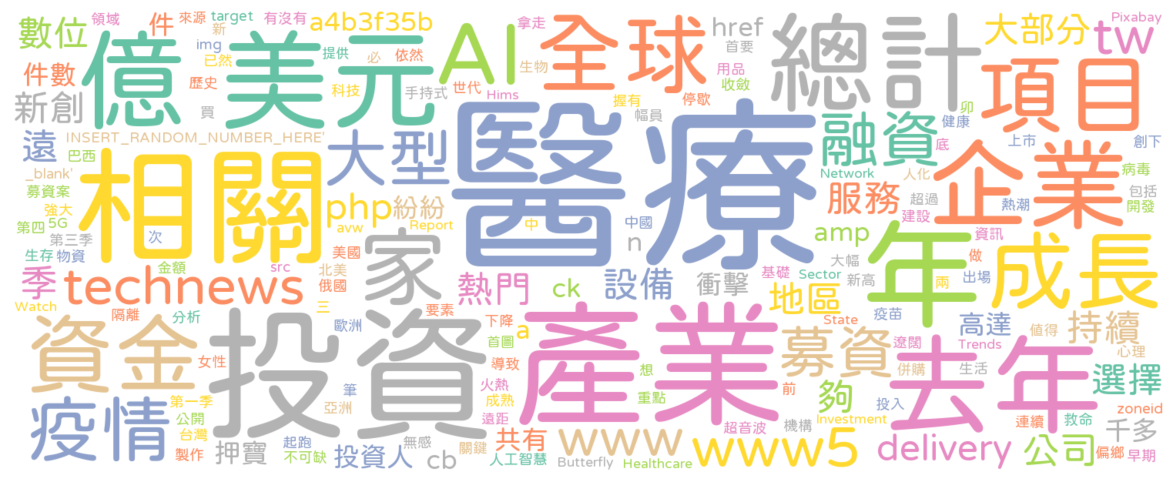 領域 件 來源 target 有沒有 a4b3f35b 拿走 href 大部分 Pixabay
數位 億 美元 新 AI 全球 首要 總計 tw
img 提供 必 依然 生物 用品
件數 已然 歷史 科技 手持式 世代 Hims 收斂 項目
新創 買 握有 停歇 幅員 卯 健康
INSERT_RANDOM_NUMBER_HERE' 醫療 融資 底 上市 創下
遠 巴西 大型 企業
_blank' 相關 Network 人化 病毒
募資案 服務 超過 熱潮 包括
強大 php 紛紛 開發
第四 5G 次 avw Report 中 中國 建設
第三季 家 n amp 年 資訊
生存 物資 美國 大幅 做 成長
季 金額 src 北美 熱門 設備 衝擊 基礎 Sector 新高 出場
technews 俄國 ck 地區 兩
Watch 三 要素 下降 a State 疫苗 高達 值得 持續
隔離 分析 歐洲 首圖 產業 募資 遼闊 Trends
資金 投資 女性 導致 併購 去年 心理
筆 火熱 想 前 生活 選擇
第一季 亞洲 成熟 重點 夠 投入
疫情 公開 遠距 超音波 機構 Investment 連續 救命 zoneid
台灣 起跑 無感 關鍵 共有 www www5 千多
製作 押寶 不可缺 投資人 cb 人工智慧 Butterfly Healthcare delivery 公司 偏鄉 早期